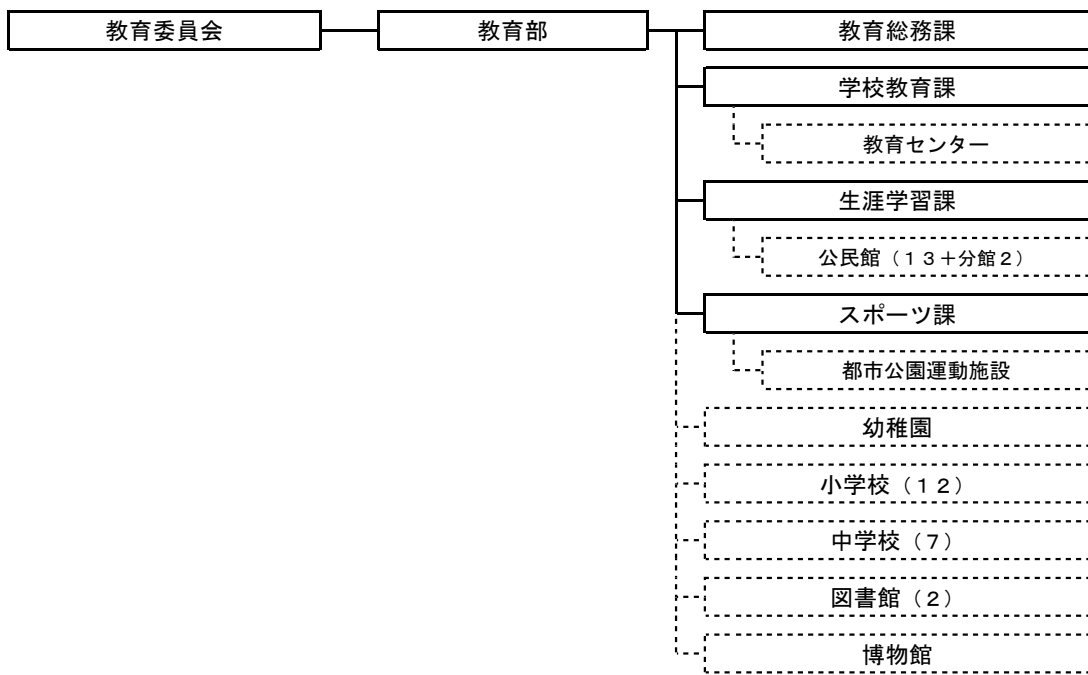 教育委員会
教育部
教育総務課
学校教育課
教育センター
生涯学習課
公民館（１３＋分館２）
スポーツ課
都市公園運動施設
幼稚園
小学校（１２）
中学校（７）
図書館（２）
博物館